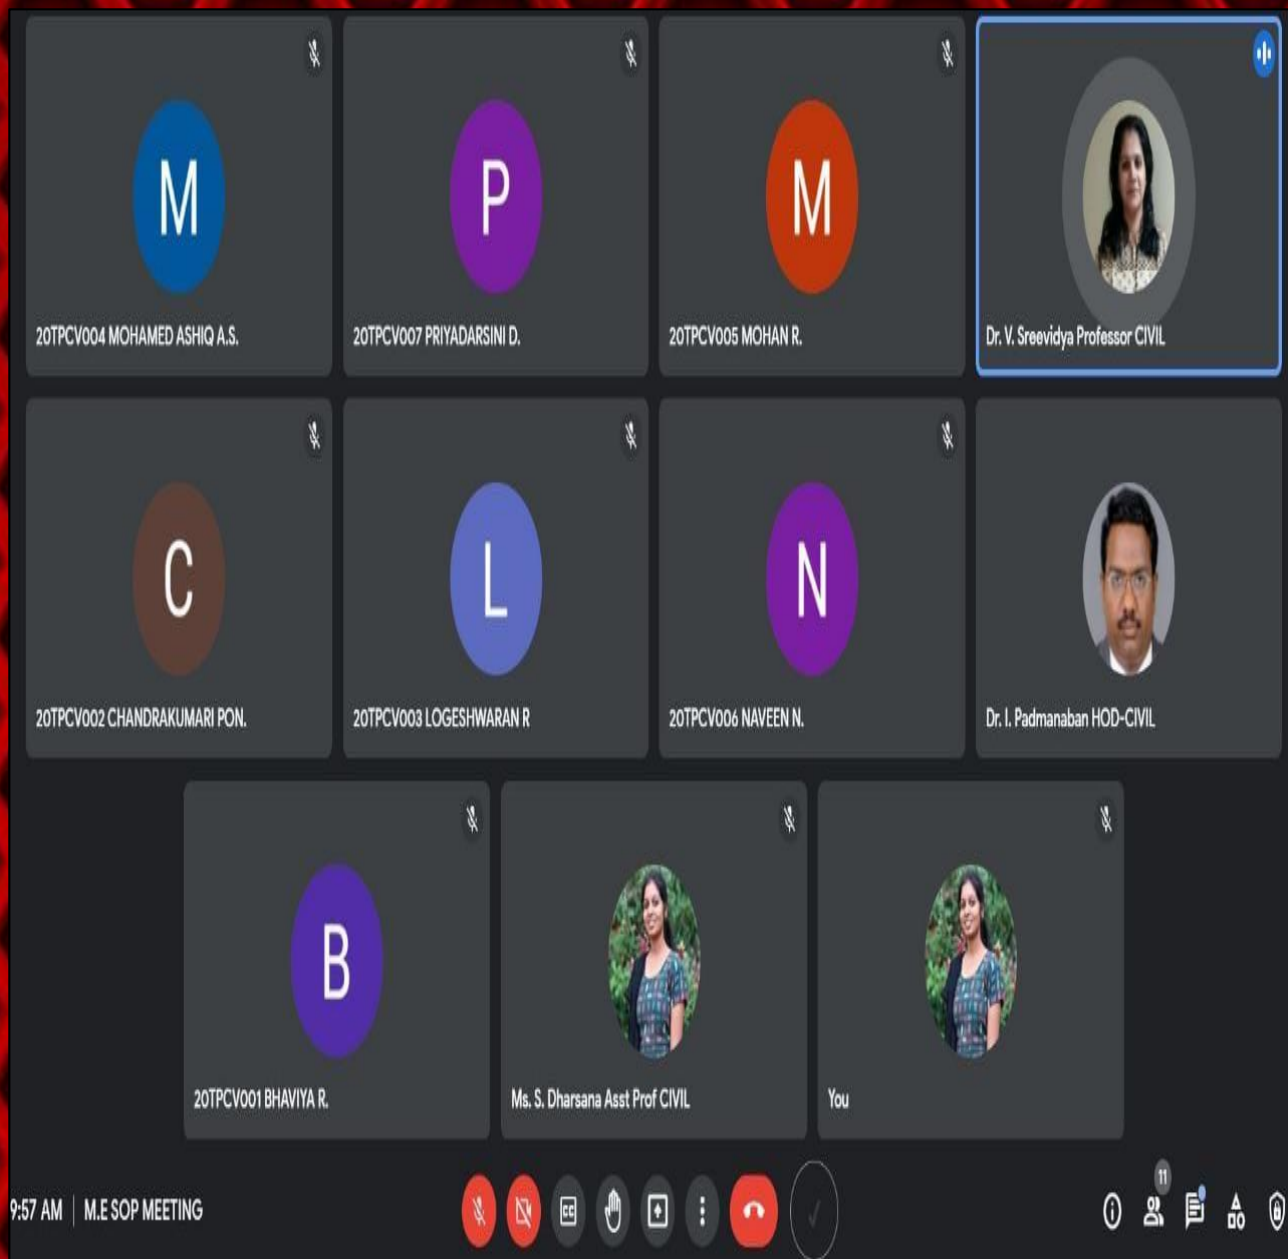 M
20TPCV004 MOHAMED ASHIQ A.S.
P
20TPCV007 PRIYADARSINI D.
M
20TPCV005 MOHAN R.
Dr. V. Sreevidya Professor CIVIL
C
20TPCV002 CHANDRAKUMARI PON.
L
20TPCV003 LOGESHWARAN R
N
20TPCV006 NAVEEN N.
Dr. I. Padmanaban HOD-CIVIL
B
20TPCV001 BHAVIYA R.
Ms. S. Dharsana Asst Prof CIVIL
You
9:57 AM | M.E SOP MEETING
CC
11